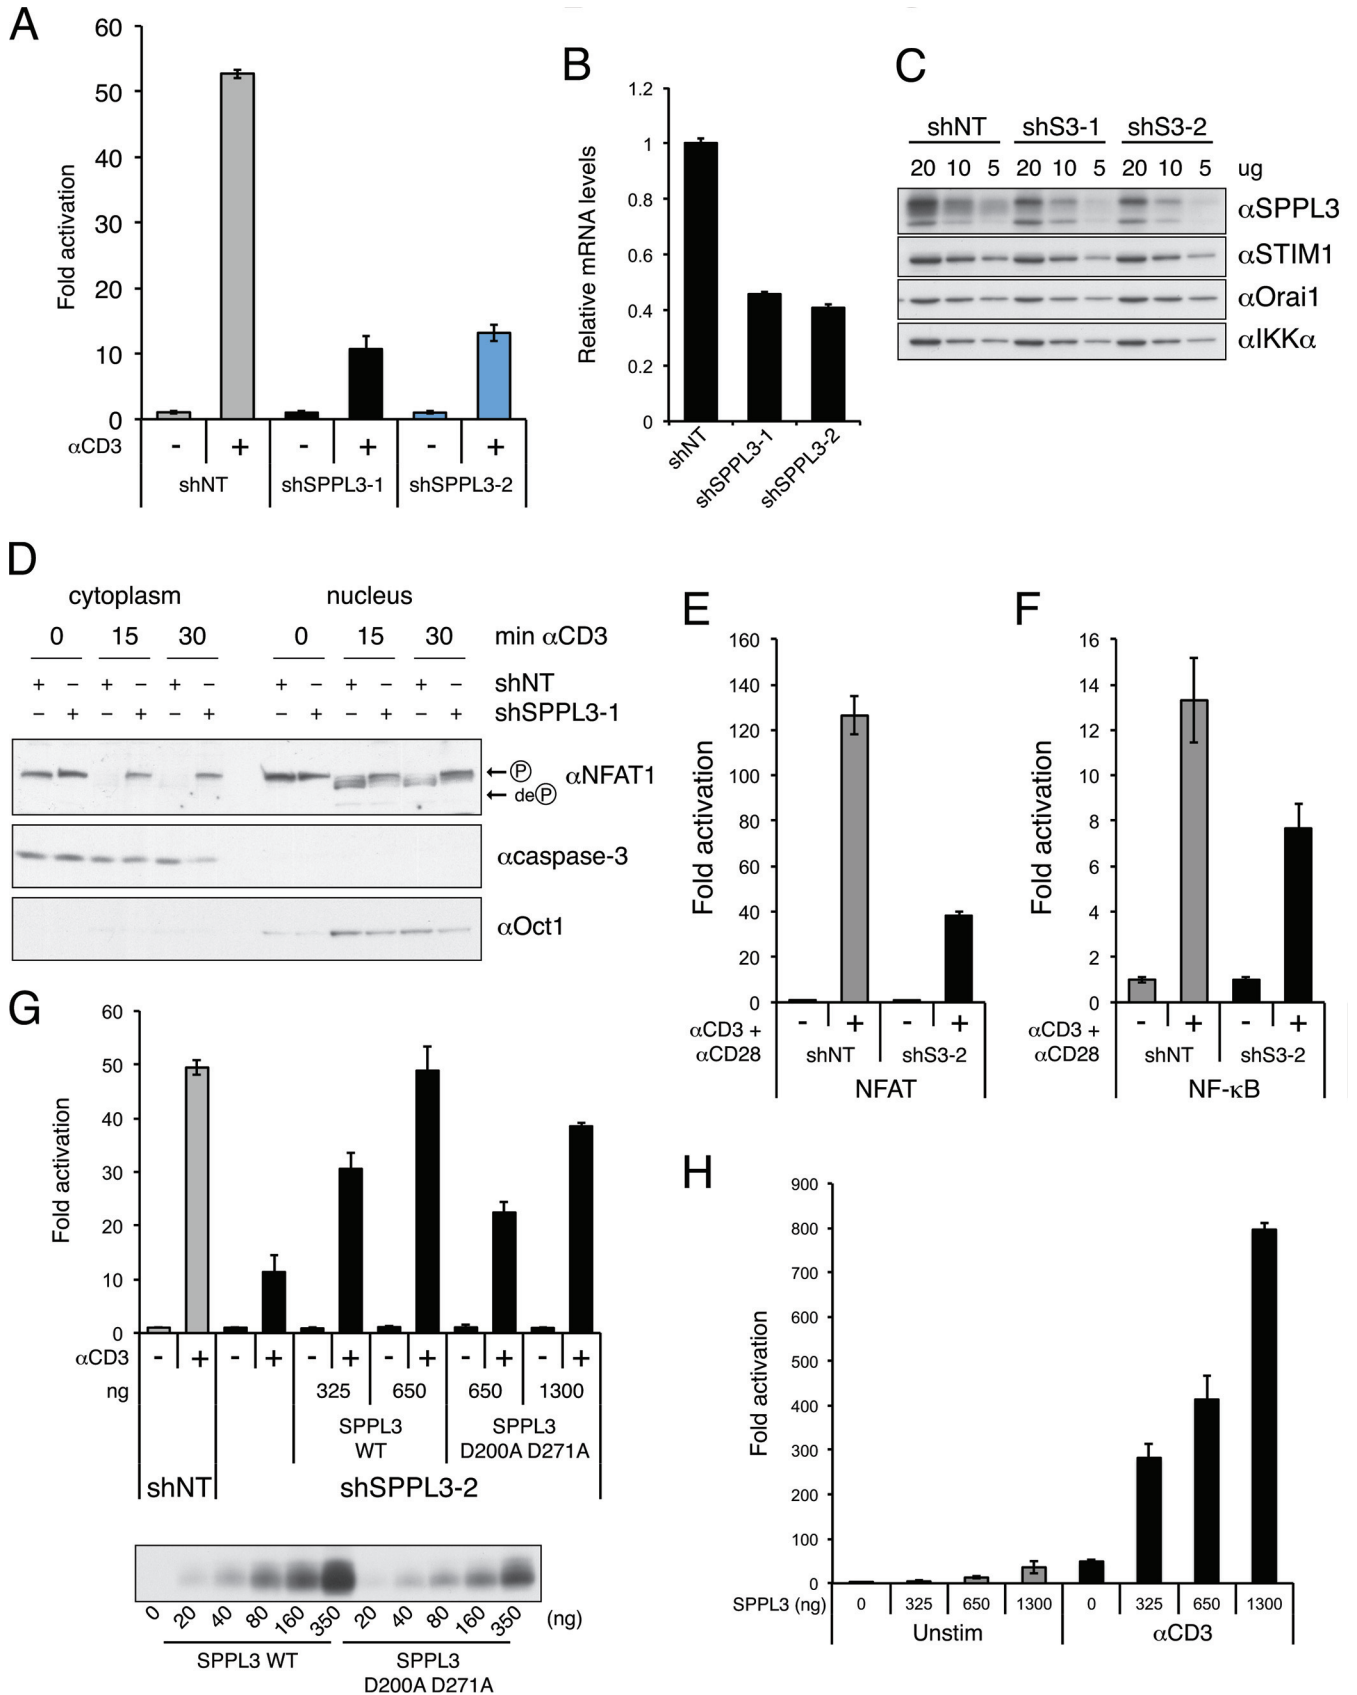 A
60
50
40
30
20
10
0
Fold activation
αCD3 - + - + - +
shNT shSPPL3-1 shSPPL3-2
B
1.2
1
0.8
0.6
0.4
0.2
0
Relative mRNA levels
shNT shSPPL3-1 shSPPL3-2
C
shNT shS3-1 shS3-2
20 10 5 20 10 5 20 10 5 ug
αSPPL3
αSTIM1
αOrai1
αIKKα
D
cytoplasm nucleus
0 15 30 0 15 30 min αCD3
+ - + - + - + - + - + - shNT
- + - + - + - + - + - + shSPPL3-1
←Ⓟ αNFAT1
← deⓅ
αcaspase-3
αOct1
E
160
140
120
100
80
60
40
20
0
Fold activation
αCD3 + - + - +
αCD28 shNT shS3-2
NFAT
F
16
14
12
10
8
6
4
2
0
Fold activation
αCD3 + - + - +
αCD28 shNT shS3-2
NF-κB
G
60
50
40
30
20
10
0
Fold activation
αCD3 - + - + - + - + - + - +
ng 325 650 650 1300
SPPL3 SPPL3
WT D200A D271A
shNT shSPPL3-2
0 20 40 80 160 350 20 40 80 160 350 (ng)
SPPL3 WT SPPL3
D200A D271A
H
900
800
700
600
500
400
300
200
100
0
Fold activation
SPPL3 (ng) 0 325 650 1300 0 325 650 1300
Unstim αCD3